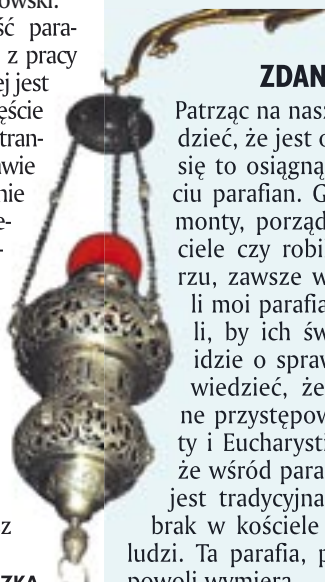 owski.
ść para-
z pracy
ej jest
ęście
tran-
awie
nie
e-
-
z
ZKA
ZDAN
Patrząc na nasz
dzieć, że jest o
się to osiągną
ciu parafian. G
monty, porząd
ciele czy robi
rzu, zawsze w
li moi parafia
li, by ich św
idzie o spraw
wiedzieć, że
ne przystępow
ty i Eucharysti
że wśród para
jest tradycyjna
brak w kościele
ludzi. Ta parafia, p
powoli wymiera